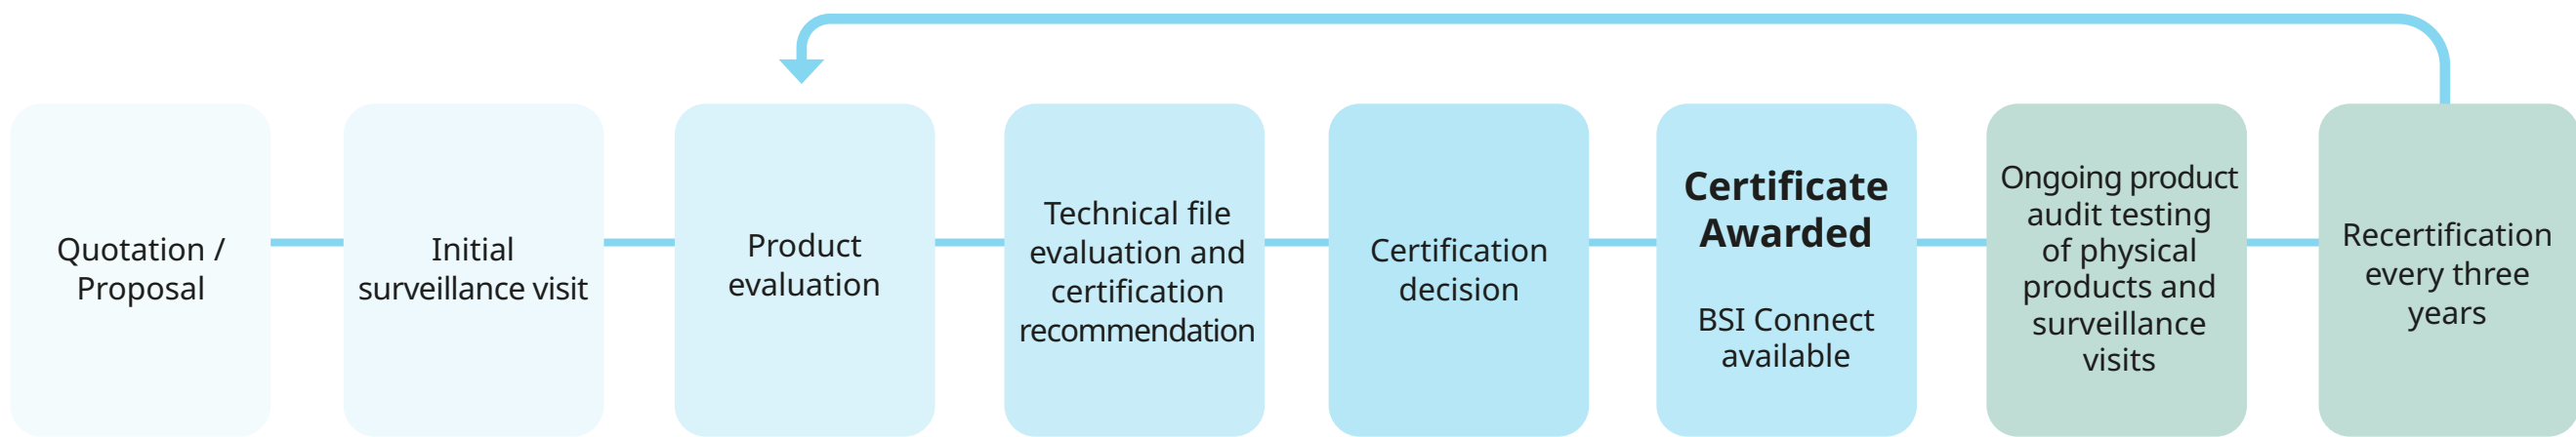 Quotation /
Proposal
Initial
surveillance visit
Product
evaluation
Technical file
evaluation and
certification
recommendation
Certification
decision
Certificate
Awarded
BSI Connect
available
Ongoing product
audit testing
of physical
products and
surveillance
visits
Recertification
every three
years